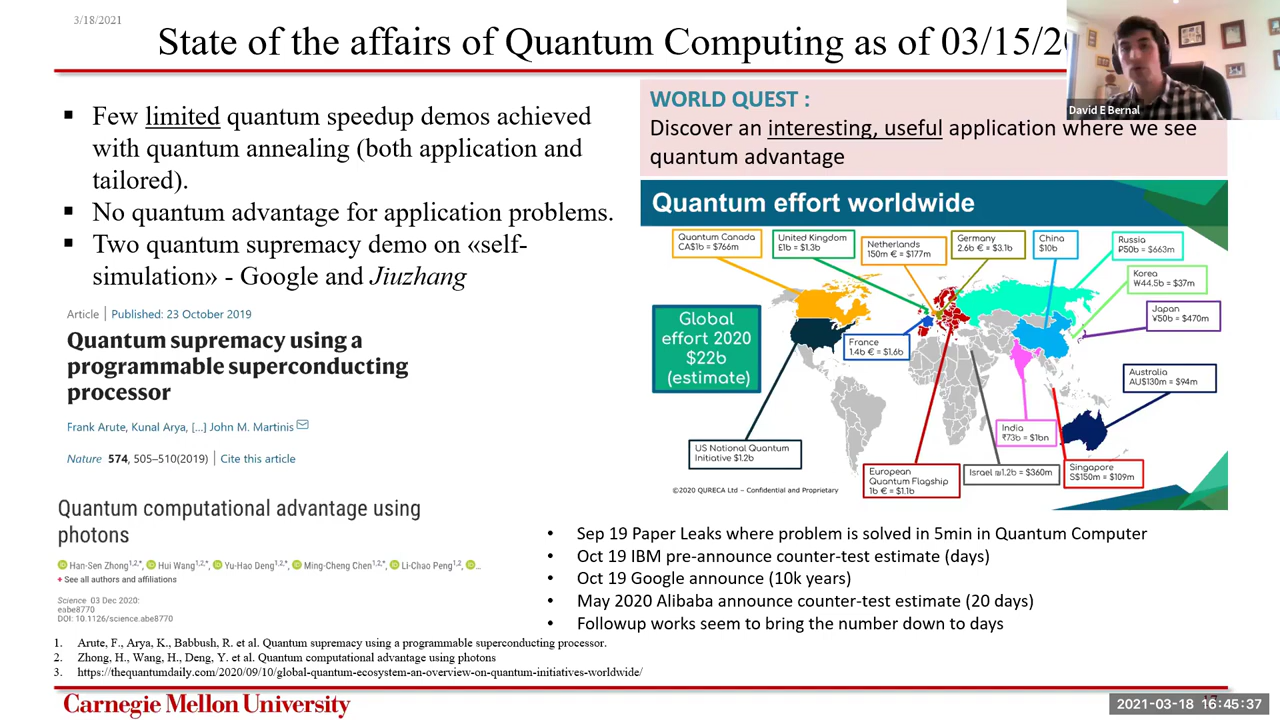 3/18/2021
State of the affairs of Quantum Computing as of 03/15/20
David E Bernal
▪ Few limited quantum speedup demos achieved
with quantum annealing (both application and
tailored).
▪ No quantum advantage for application problems.
▪ Two quantum supremacy demo on «self-
simulation» - Google and Jiuzhang
Article | Published: 23 October 2019
Quantum supremacy using a
programmable superconducting
processor
Frank Arute, Kunal Arya, [...] John M. Martinis
Nature 574, 505–510(2019) | Cite this article
Quantum computational advantage using
photons
Han-Sen Zhong1,2,*, Hui Wang1,2,*, Yu-Hao Deng1,2,*, Ming-Cheng Chen1,2,*, Li-Chao Peng1,2, ...
+ See all authors and affiliations
Science 03 Dec 2020:
eabe8770
DOI: 10.1126/science.abe8770
WORLD QUEST :
Discover an interesting, useful application where we see
quantum advantage
Quantum effort worldwide
Quantum Canada
CA$1b = $766m
United Kingdom
£1b = $1.3b
Netherlands
150m € = $177m
Germany
2.6b € = $3.1b
China
$10b
Russia
₽50b = $663m
Korea
₩44.5b = $37m
Japan
¥50b = $470m
Global
effort 2020
$22b
(estimate)
France
1.4b € = $1.6b
Australia
AU$130m = $94m
India
₹73b = $1bn
US National Quantum
Initiative $1.2b
European
Quantum Flagship
1b € = $1.1b
Israel ₪1.2b = $360m
Singapore
S$150m = $109m
©2020 QURECA Ltd – Confidential and Proprietary
• Sep 19 Paper Leaks where problem is solved in 5min in Quantum Computer
• Oct 19 IBM pre-announce counter-test estimate (days)
• Oct 19 Google announce (10k years)
• May 2020 Alibaba announce counter-test estimate (20 days)
• Followup works seem to bring the number down to days
1. Arute, F., Arya, K., Babbush, R. et al. Quantum supremacy using a programmable superconducting processor.
2. Zhong, H., Wang, H., Deng, Y. et al. Quantum computational advantage using photons
3. https://thequantumdaily.com/2020/09/10/global-quantum-ecosystem-an-overview-on-quantum-initiatives-worldwide/
Carnegie Mellon University
2021-03-18 16:45:37